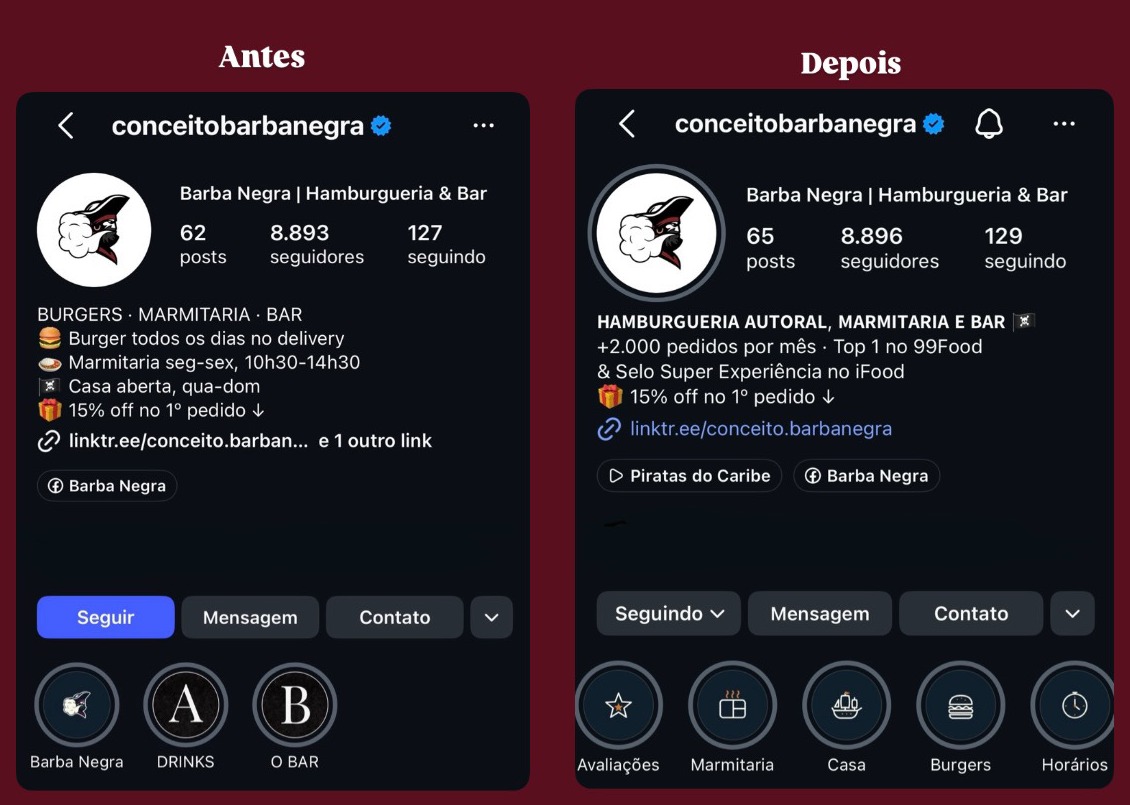 Antes
conceitobarbanegra
Barba Negra | Hamburgueria & Bar
62 8.893 127
posts seguidores seguindo
BURGERS · MARMITARIA · BAR
🍔 Burger todos os dias no delivery
🍛 Marmitaria seg-sex, 10h30-14h30
🏴‍☠️ Casa aberta, qua-dom
🎁 15% off no 1º pedido ↓
linktr.ee/conceito.barban... e 1 outro link
Barba Negra
Seguir Mensagem Contato
A B
Barba Negra DRINKS O BAR
Depois
conceitobarbanegra
Barba Negra | Hamburgueria & Bar
65 8.896 129
posts seguidores seguindo
HAMBURGUERIA AUTORAL, MARMITARIA E BAR 🏴‍☠️
+2.000 pedidos por mês · Top 1 no 99Food
& Selo Super Experiência no iFood
🎁 15% off no 1º pedido ↓
linktr.ee/conceito.barbanegra
Piratas do Caribe Barba Negra
Seguindo Mensagem Contato
Avaliações Marmitaria Casa Burgers Horários